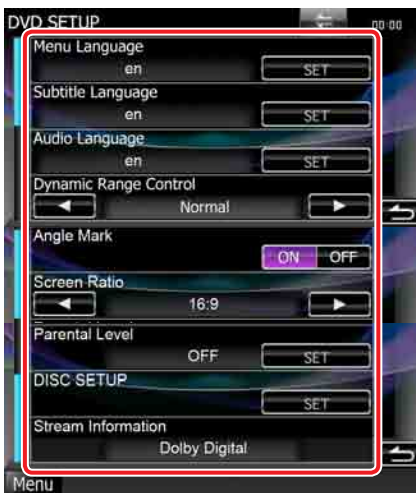 DVD SETUP 00:00
Menu Language
en SET
Subtitle Language
en SET
Audio Language
en SET
Dynamic Range Control
Normal
Angle Mark
ON OFF
Screen Ratio
16:9
Parental Level
OFF SET
DISC SETUP
SET
Stream Information
Dolby Digital
Menu